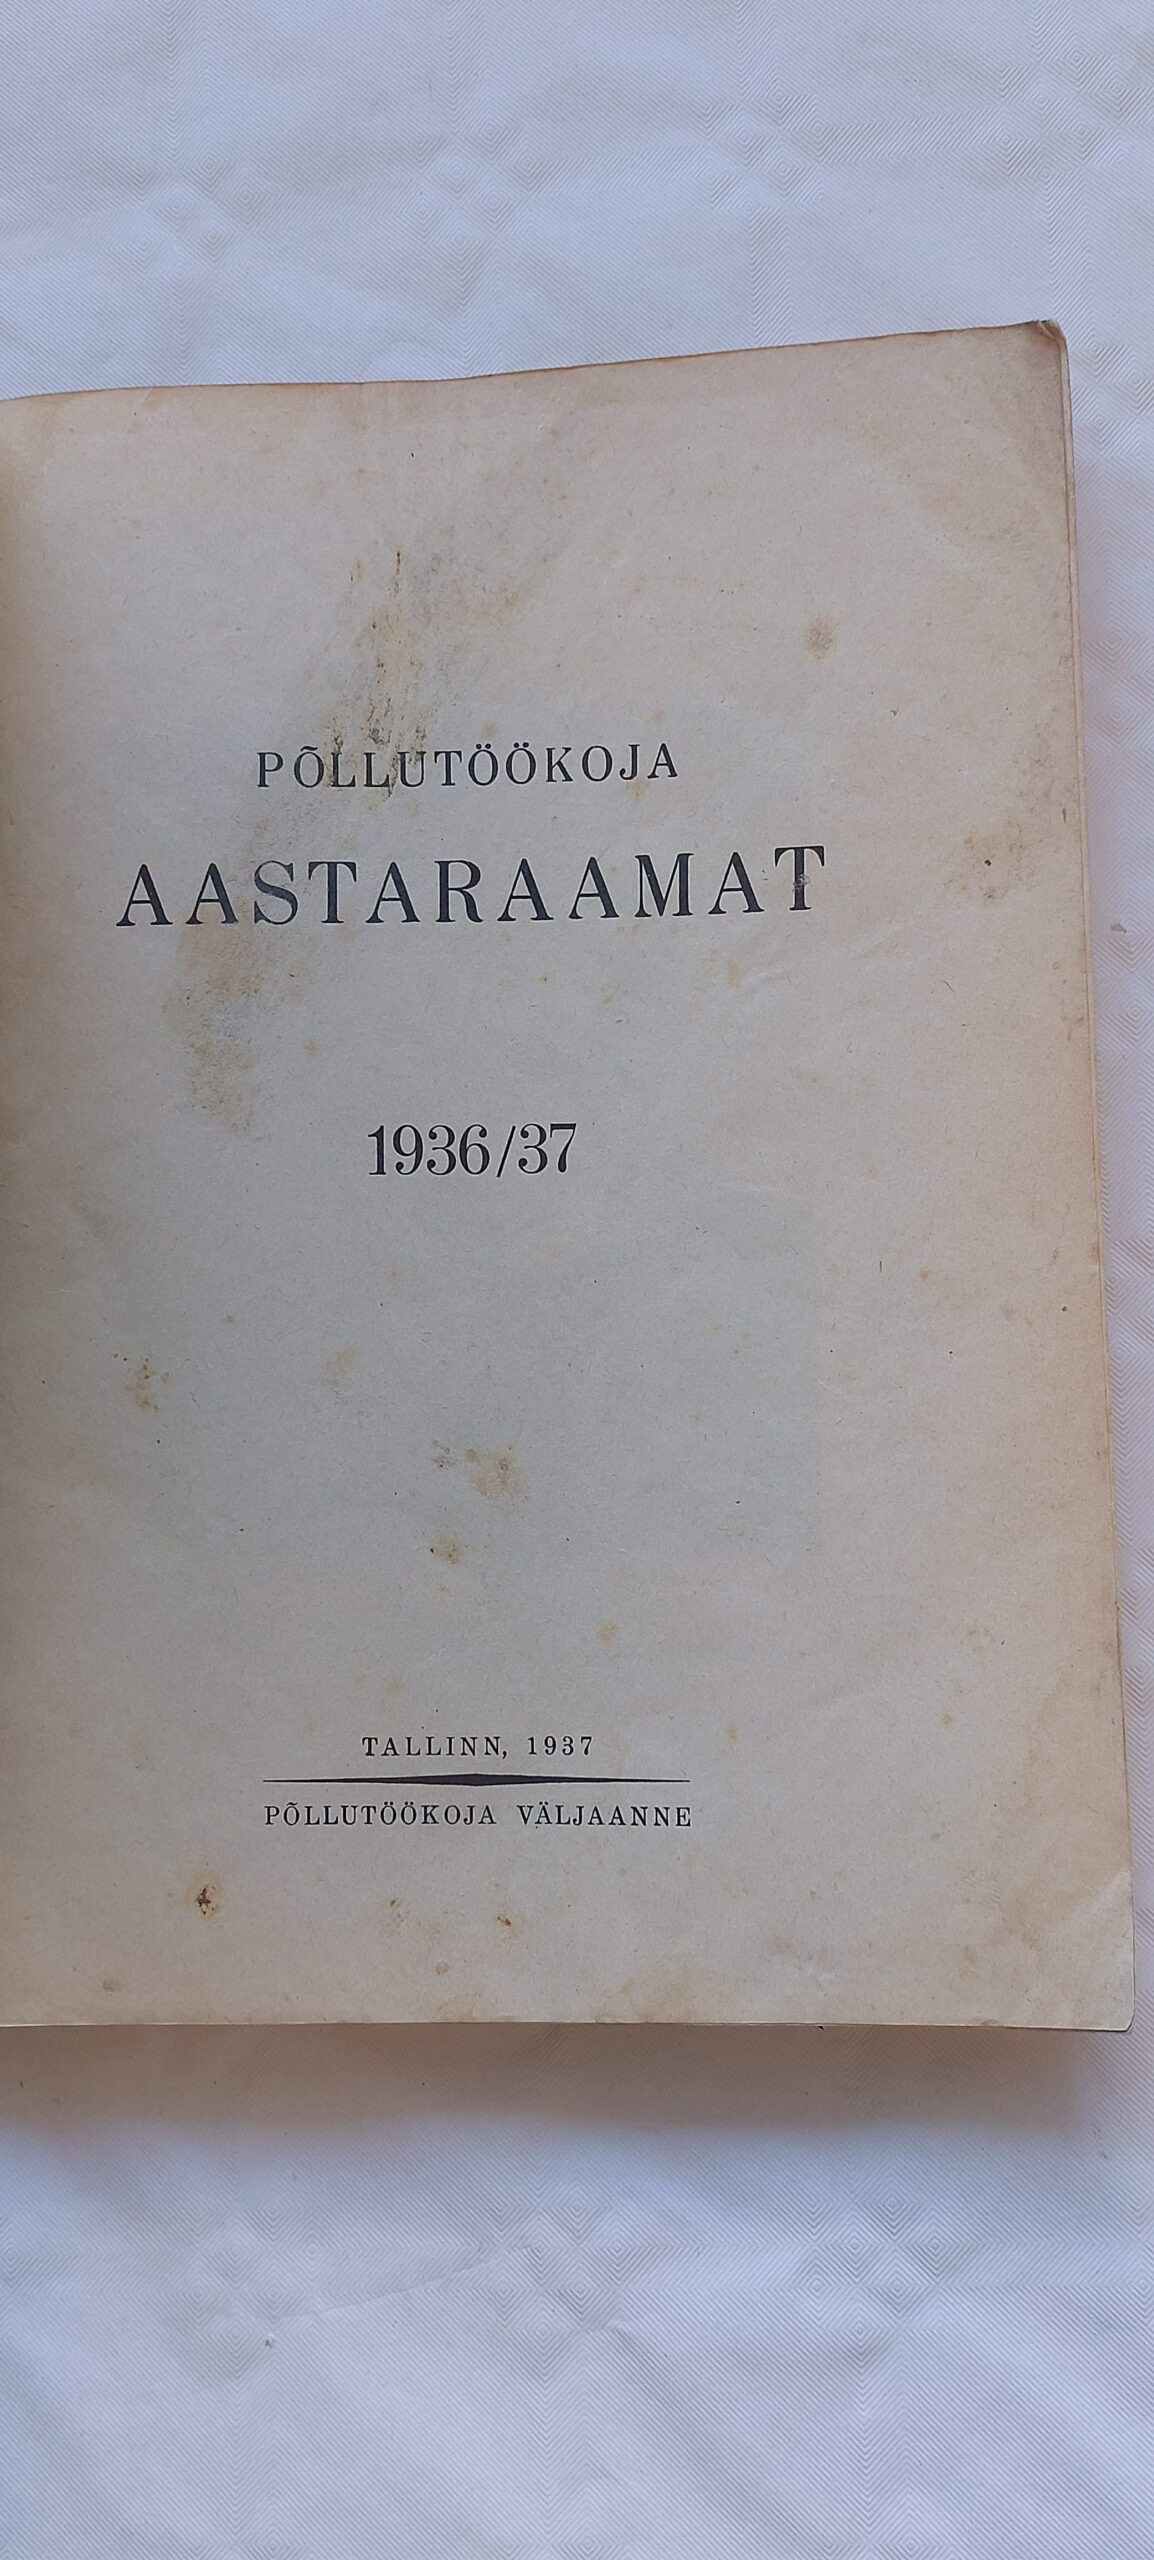 PÕLLUTÖÖKOJA
AASTARAAMAT
1936/37
TALLINN, 1937
PÕLLUTÖÖKOJA VÄLJAANNE